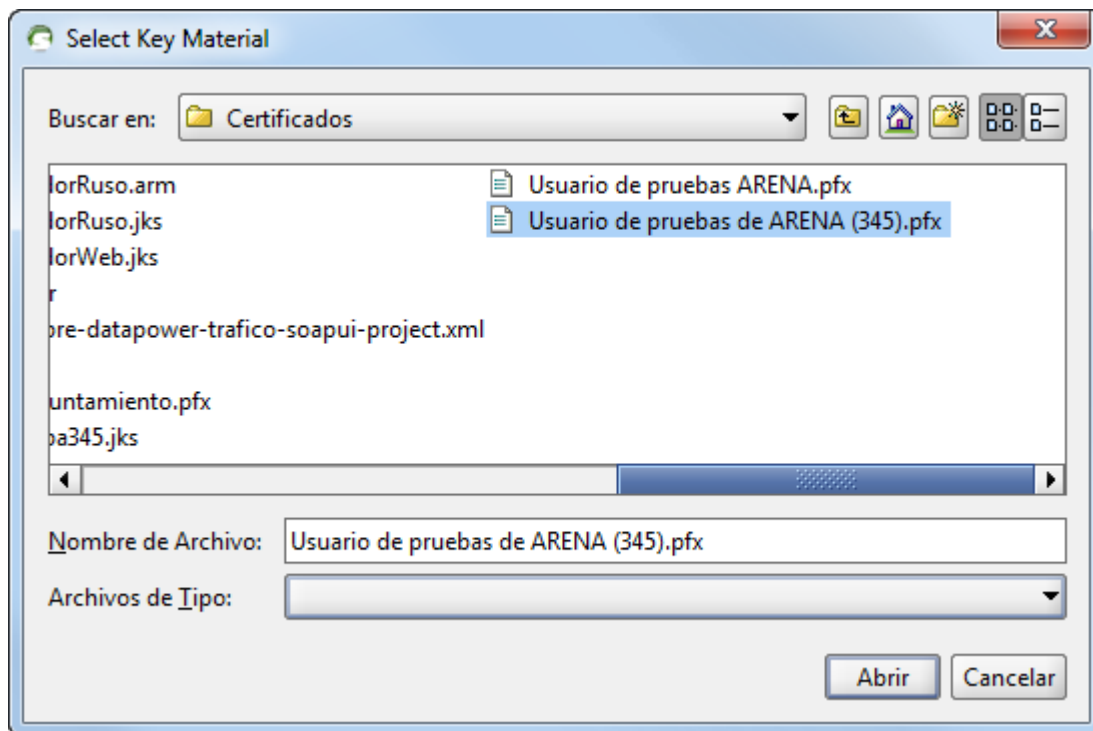 Select Key Material
Buscar en:
Certificados
lorRuso.arm
lorRuso.jks
lorWeb.jks
r
ore-datapower-trafico-soapui-project.xml
untamiento.pfx
oa345.jks
Usuario de pruebas ARENA.pfx
Usuario de pruebas de ARENA (345).pfx
Nombre de Archivo:
Usuario de pruebas de ARENA (345).pfx
Archivos de Tipo:
Abrir
Cancelar